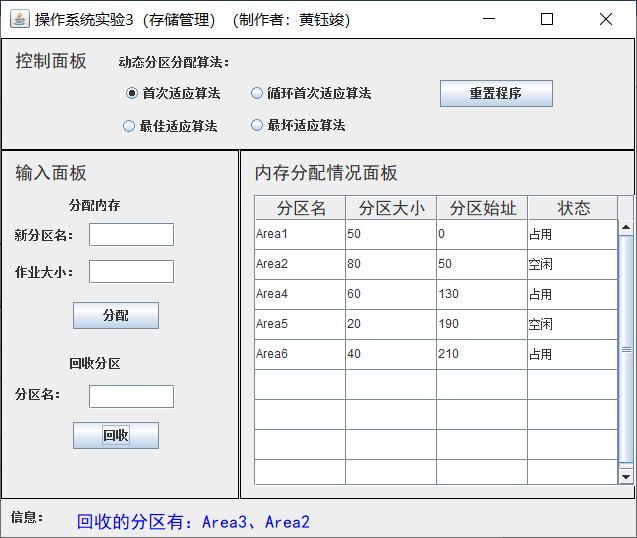 操作系统实验3（存储管理）（制作者：黄钰竣）
控制面板
动态分区分配算法：
首次适应算法 循环首次适应算法
最佳适应算法 最坏适应算法
重置程序
输入面板
分配内存
新分区名：
作业大小：
分配
回收分区
分区名：
回收
内存分配情况面板
分区名 分区大小 分区始址 状态
Area1 50 0 占用
Area2 80 50 空闲
Area4 60 130 占用
Area5 20 190 空闲
Area6 40 210 占用
信息： 回收的分区有：Area3、Area2